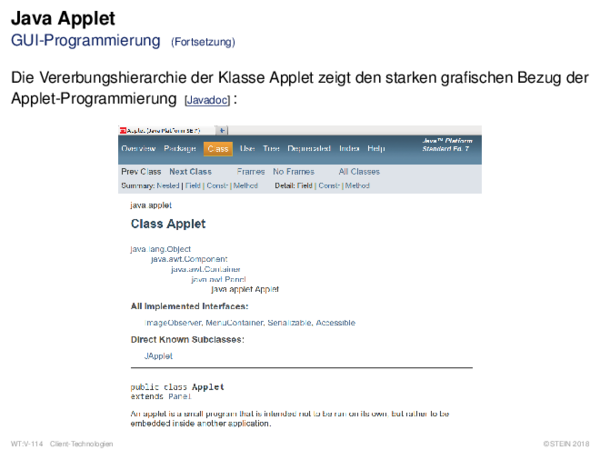 Java Applet
GUI-Programmierung (Fortsetzung)
Die Vererbungshierarchie der Klasse Applet zeigt den starken grafischen Bezug der
Applet-Programmierung [Javadoc] :
Applet (Java Platform SE 7) +
Overview Package Class Use Tree Deprecated Index Help
Java™ Platform
Standard Ed. 7
Prev Class Next Class Frames No Frames All Classes
Summary: Nested | Field | Constr | Method Detail: Field | Constr | Method
java.applet
Class Applet
java.lang.Object
java.awt.Component
java.awt.Container
java.awt.Panel
java.applet.Applet
All Implemented Interfaces:
ImageObserver, MenuContainer, Serializable, Accessible
Direct Known Subclasses:
JApplet
public class Applet
extends Panel
An applet is a small program that is intended not to be run on its own, but rather to be
embedded inside another application.
WT:V-114 Client-Technologien ©STEIN 2018